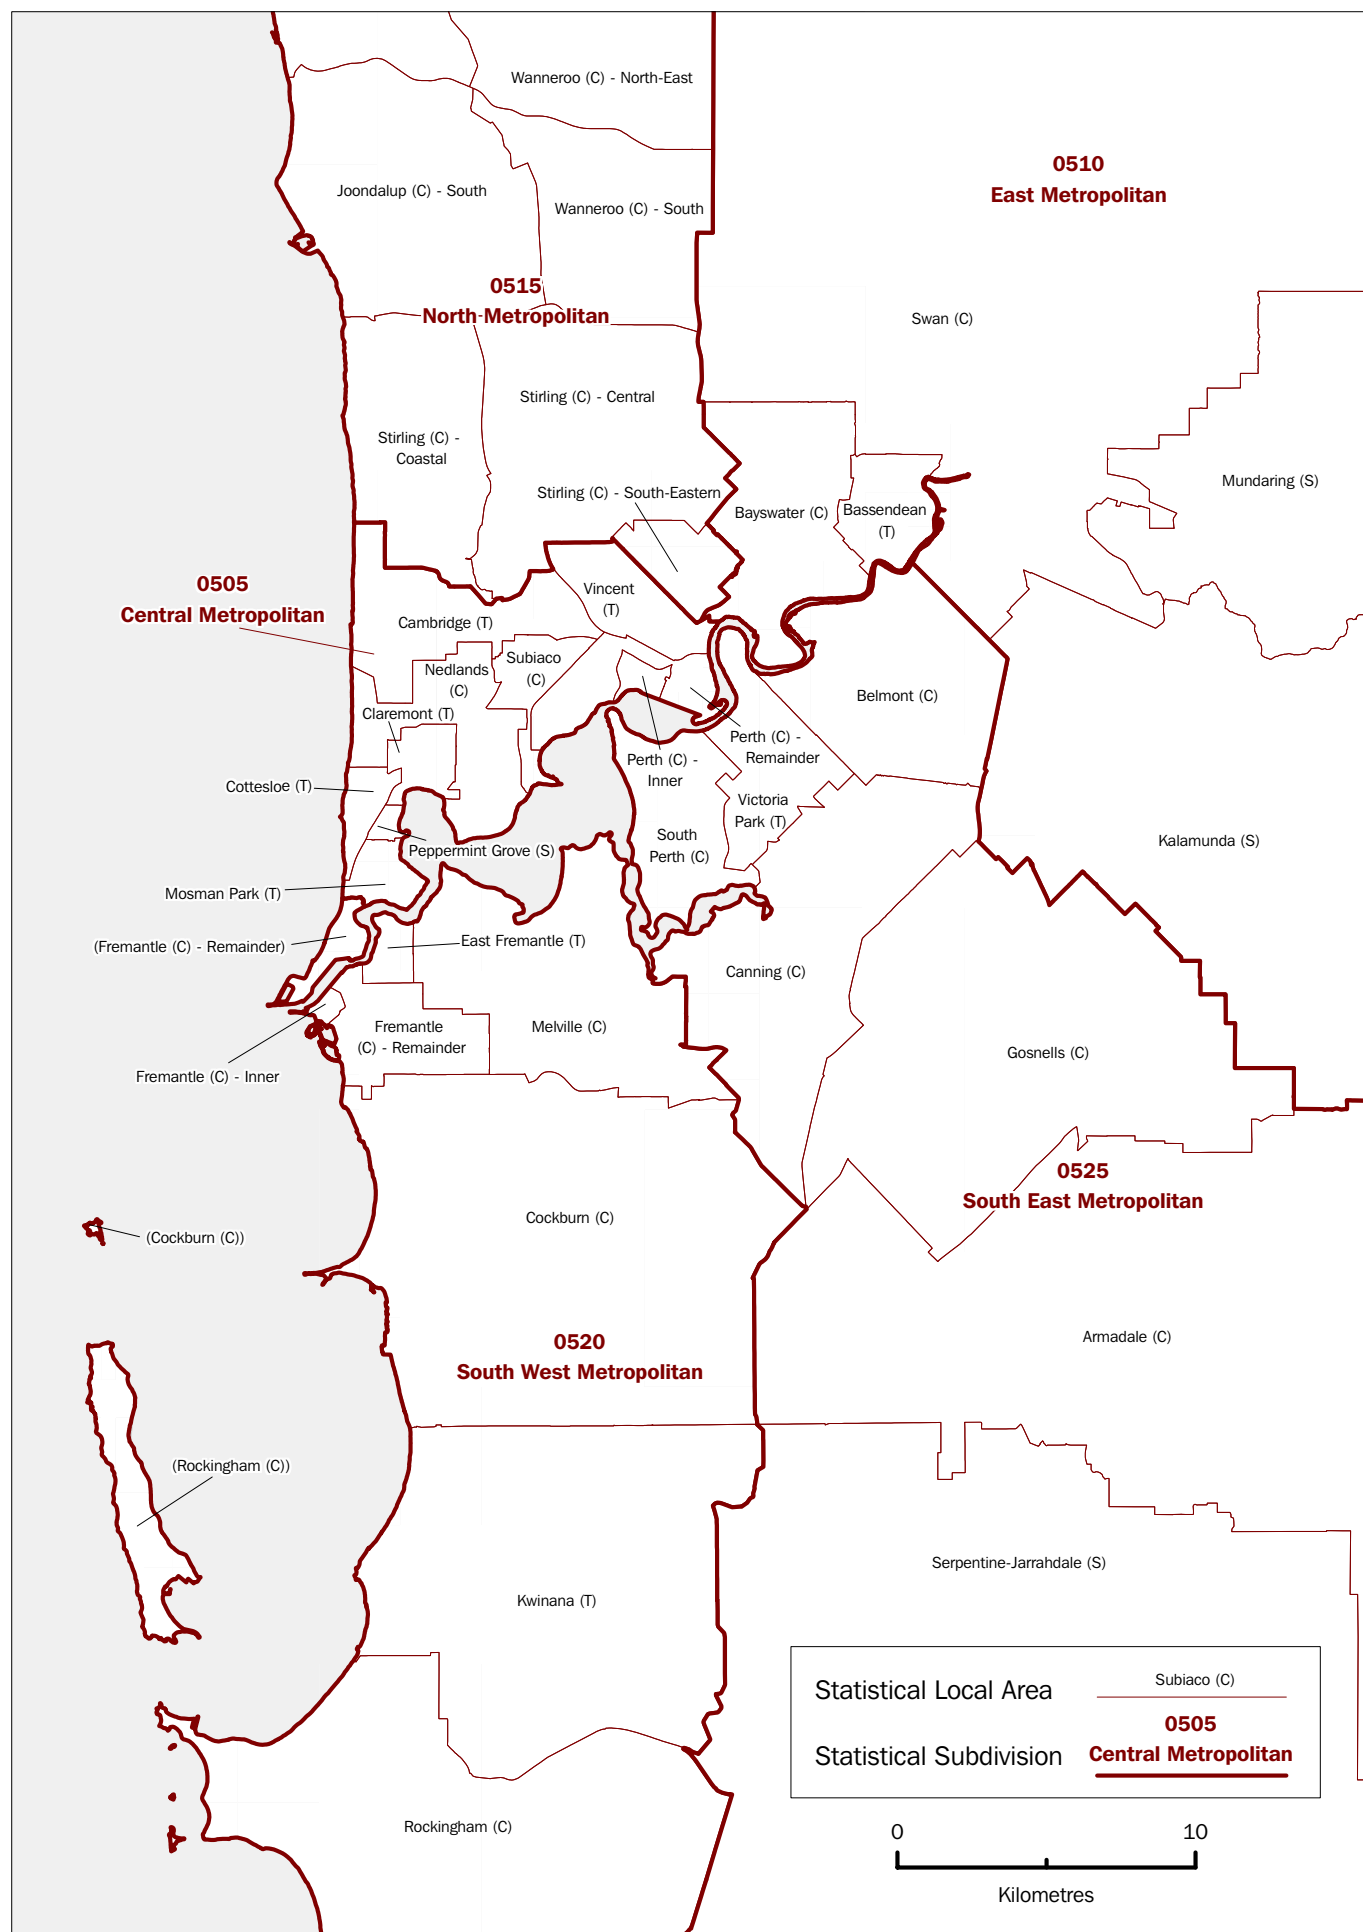 Wanneroo (C) - North-East
0510
East Metropolitan
Joondalup (C) - South
Wanneroo (C) - South
0515
North Metropolitan
Swan (C)
Stirling (C) - Central
Stirling (C) -
Coastal
Mundaring (S)
Stirling (C) - South-Eastern
Bayswater (C)
Bassendean
(T)
0505
Central Metropolitan
Vincent
(T)
Cambridge (T)
Subiaco
(C)
Nedlands
(C)
Belmont (C)
Claremont (T)
Perth (C) -
Remainder
Perth (C) -
Inner
Cottesloe (T)
Victoria
Park (T)
South
Perth (C)
Kalamunda (S)
Peppermint Grove (S)
Mosman Park (T)
(Fremantle (C) - Remainder)
East Fremantle (T)
Canning (C)
Fremantle
(C) - Remainder
Melville (C)
Gosnells (C)
Fremantle (C) - Inner
0525
South East Metropolitan
Cockburn (C)
(Cockburn (C))
Armadale (C)
0520
South West Metropolitan
(Rockingham (C))
Serpentine-Jarrahdale (S)
Kwinana (T)
Statistical Local Area
Subiaco (C)
0505
Statistical Subdivision
Central Metropolitan
Rockingham (C)
0 10
Kilometres